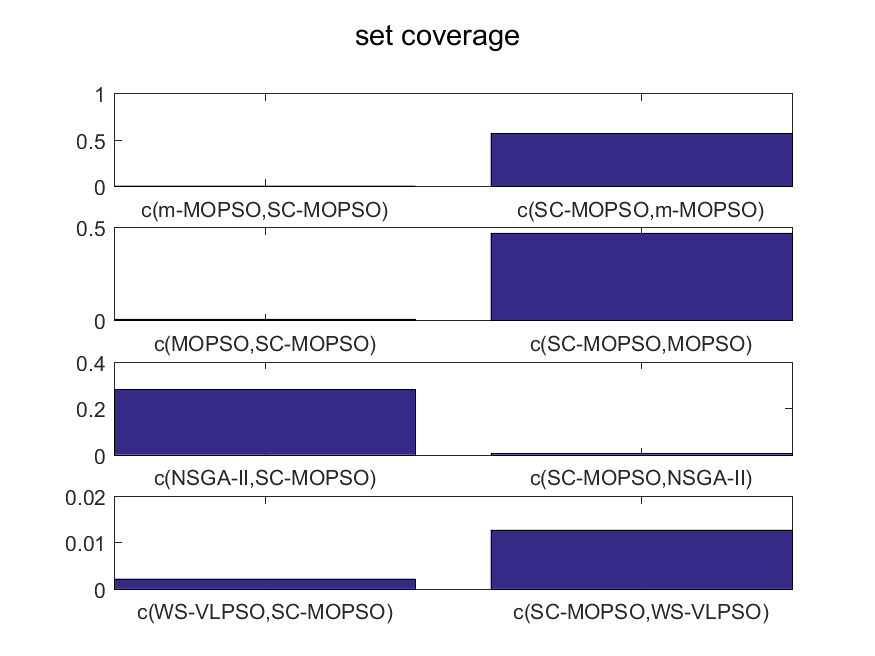 set coverage
1
0.5
0
c(m-MOPSO,SC-MOPSO) c(SC-MOPSO,m-MOPSO)
0.5
0
c(MOPSO,SC-MOPSO) c(SC-MOPSO,MOPSO)
0.4
0.2
0
c(NSGA-II,SC-MOPSO) c(SC-MOPSO,NSGA-II)
0.02
0.01
0
c(WS-VLPSO,SC-MOPSO) c(SC-MOPSO,WS-VLPSO)